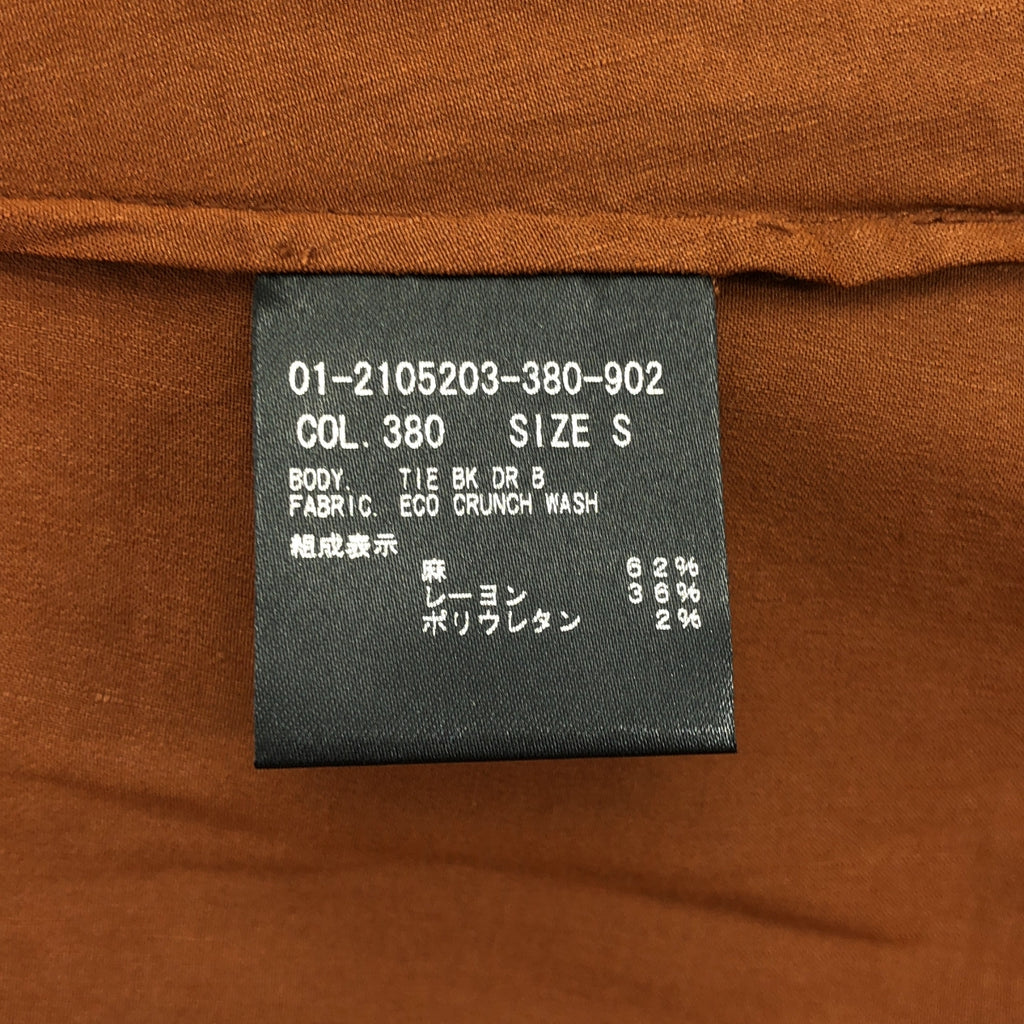 01-2105203-380-902
COL. 380 SIZE S
BODY. TIE BK DR B
FABRIC. ECO CRUNCH WASH
組成表示
麻 62%
レーヨン 36%
ポリウレタン 2%